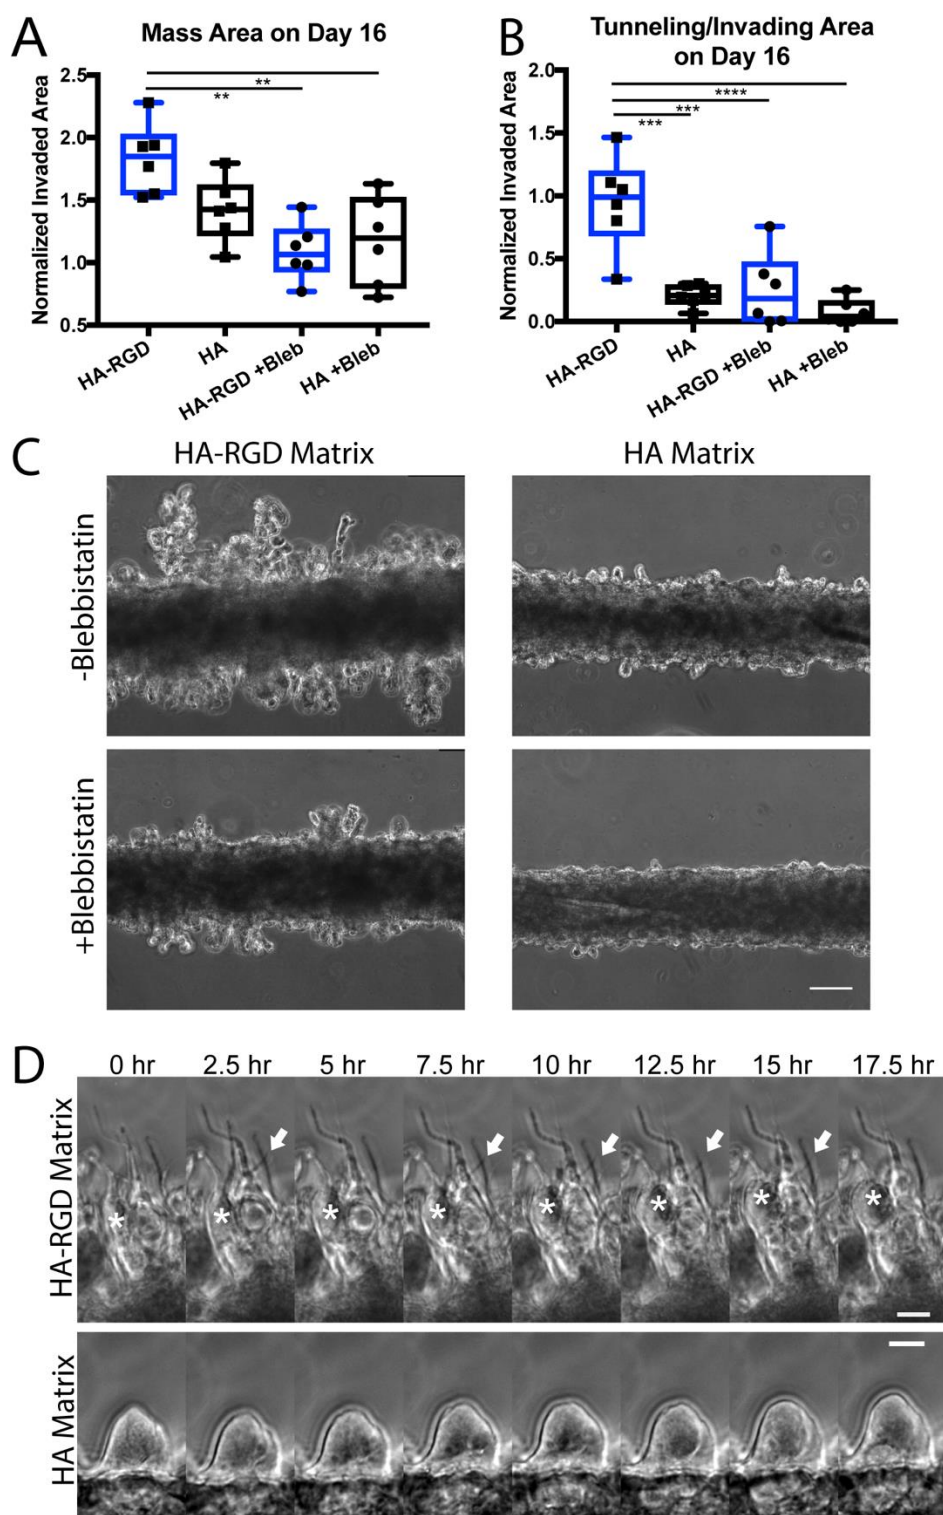 A
Mass Area on Day 16
Normalized Invaded Area
2.5
2.0
1.5
1.0
0.5
**
**
HA-RGD
HA
HA-RGD +Bleb
HA +Bleb
B
Tunneling/Invading Area
on Day 16
Normalized Invaded Area
2.0
1.5
1.0
0.5
0.0
****
***
***
HA-RGD
HA
HA-RGD +Bleb
HA +Bleb
C
HA-RGD Matrix
HA Matrix
-Blebbistatin
+Blebbistatin
D
0 hr
2.5 hr
5 hr
7.5 hr
10 hr
12.5 hr
15 hr
17.5 hr
HA-RGD Matrix
* * * * * * * *
HA Matrix